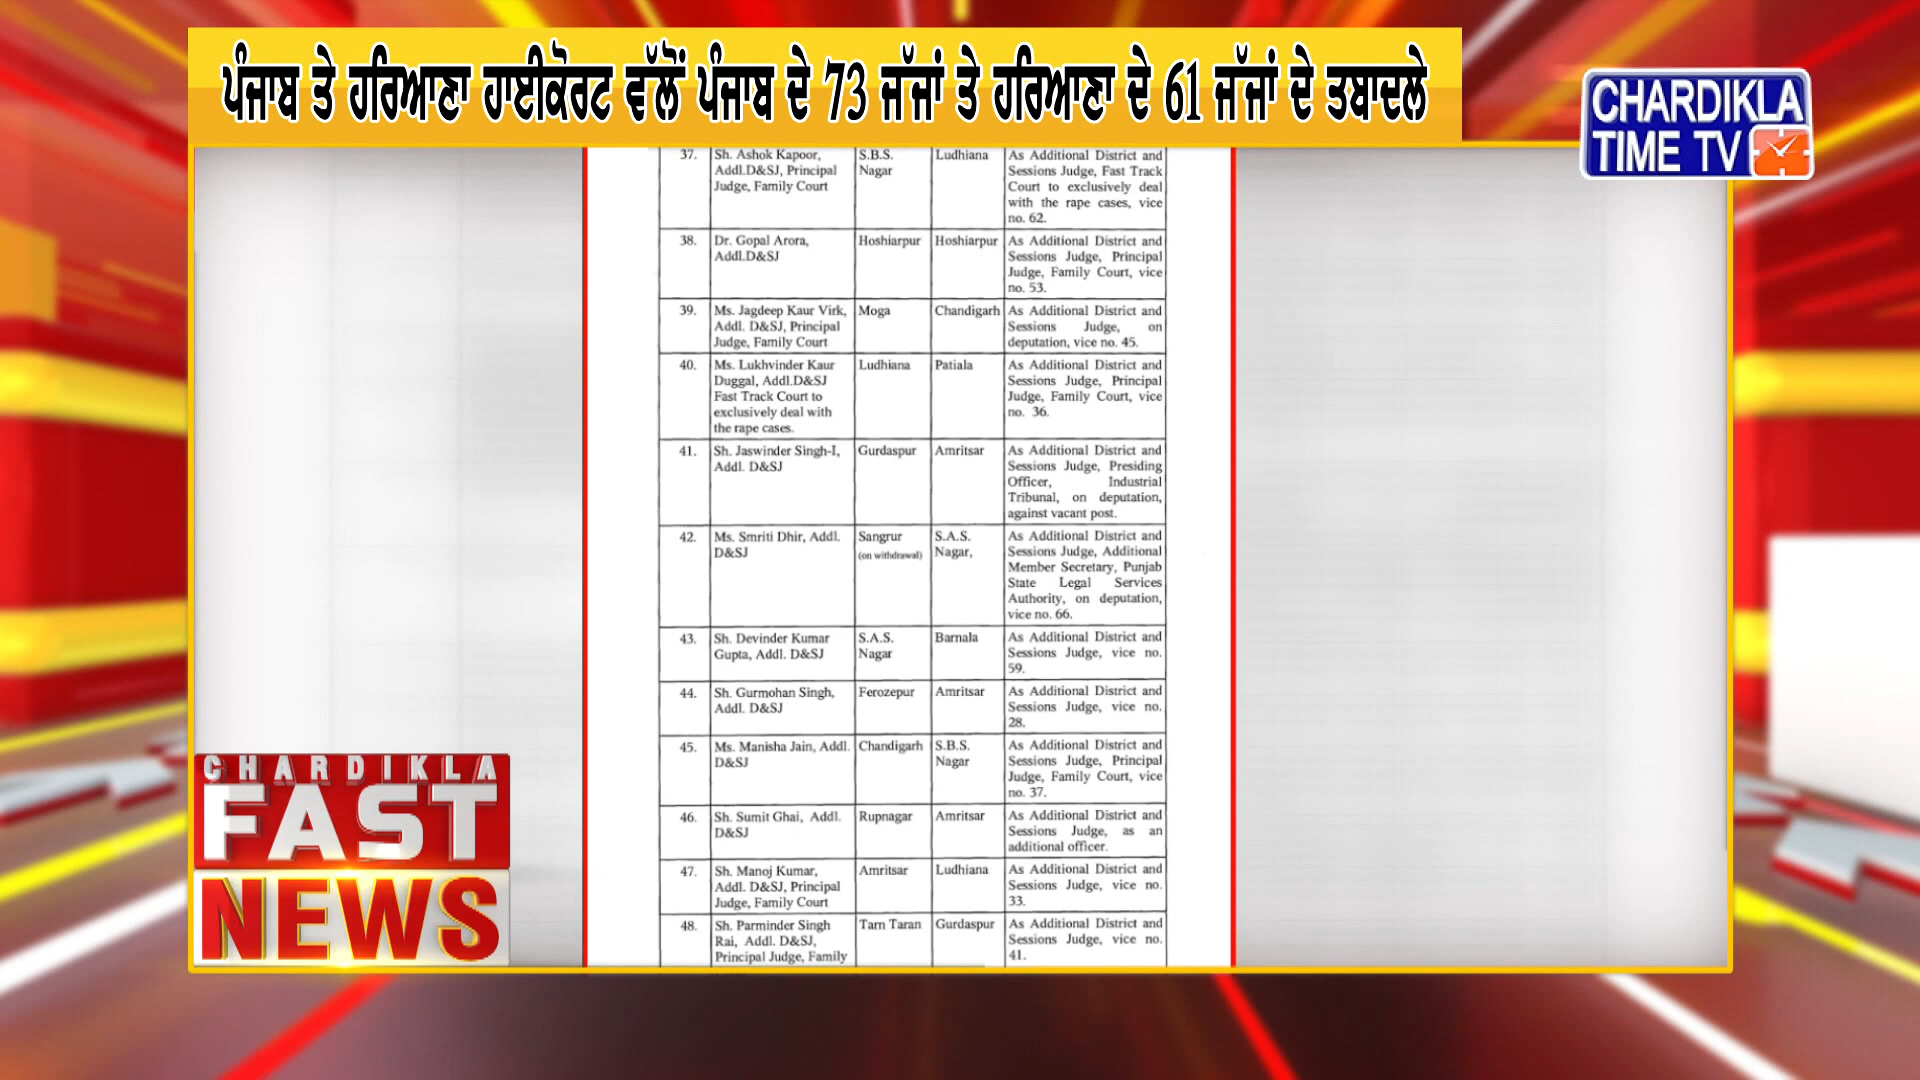 ਪੰਜਾਬ ਤੇ ਹਰਿਆਣਾ ਹਾਈਕੋਰਟ ਵੱਲੋਂ ਪੰਜਾਬ ਦੇ 73 ਜੱਜਾਂ ਤੇ ਹਰਿਆਣਾ ਦੇ 61 ਜੱਜਾਂ ਦੇ ਤਬਾਦਲੇ
CHARDIKLA
TIME TV
37. Sh. Ashok Kapoor, S.B.S. Ludhiana As Additional District and
Addl.D&SJ, Principal Nagar Sessions Judge, Fast Track
Judge, Family Court Court to exclusively deal
with the rape cases, vice
no. 62.
38. Dr. Gopal Arora, Hoshiarpur Hoshiarpur As Additional District and
Addl.D&SJ Sessions Judge, Principal
Judge, Family Court, vice
no. 53.
39. Ms. Jagdeep Kaur Virk, Moga Chandigarh As Additional District and
Addl. D&SJ, Principal Sessions Judge, on
Judge, Family Court deputation, vice no. 45.
40. Ms. Lukhvinder Kaur Ludhiana Patiala As Additional District and
Duggal, Addl.D&SJ Sessions Judge, Principal
Fast Track Court to Judge, Family Court, vice
exclusively deal with no. 36.
the rape cases.
41. Sh. Jaswinder Singh-I, Gurdaspur Amritsar As Additional District and
Addl. D&SJ Sessions Judge, Presiding
Officer, Industrial
Tribunal, on deputation,
against vacant post.
42. Ms. Smriti Dhir, Addl. Sangrur S.A.S. As Additional District and
D&SJ (on withdrawal) Nagar, Sessions Judge, Additional
Member Secretary, Punjab
State Legal Services
Authority, on deputation,
vice no. 66.
43. Sh. Devinder Kumar S.A.S. Barnala As Additional District and
Gupta, Addl. D&SJ Nagar Sessions Judge, vice no.
59.
44. Sh. Gurmohan Singh, Ferozepur Amritsar As Additional District and
Addl. D&SJ Sessions Judge, vice no.
28.
45. Ms. Manisha Jain, Addl. Chandigarh S.B.S. As Additional District and
D&SJ Nagar Sessions Judge, Principal
Judge, Family Court, vice
no. 37.
46. Sh. Sumit Ghai, Addl. Rupnagar Amritsar As Additional District and
D&SJ Sessions Judge, as an
additional officer.
47. Sh. Manoj Kumar, Amritsar Ludhiana As Additional District and
Addl. D&SJ, Principal Sessions Judge, vice no.
Judge, Family Court 33.
48. Sh. Parminder Singh Tarn Taran Gurdaspur As Additional District and
Rai, Addl. D&SJ, Sessions Judge, vice no.
Principal Judge, Family 41.
CHARDIKLA
FAST
NEWS